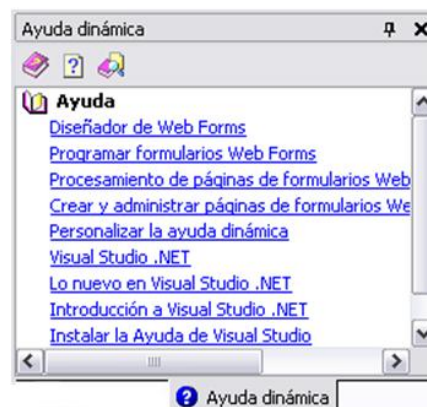 Ayuda dinámica
Ayuda
Diseñador de Web Forms
Programar formularios Web Forms
Procesamiento de páginas de formularios Web
Crear y administrar páginas de formularios We
Personalizar la ayuda dinámica
Visual Studio .NET
Lo nuevo en Visual Studio .NET
Introducción a Visual Studio .NET
Instalar la Ayuda de Visual Studio
Ayuda dinámica